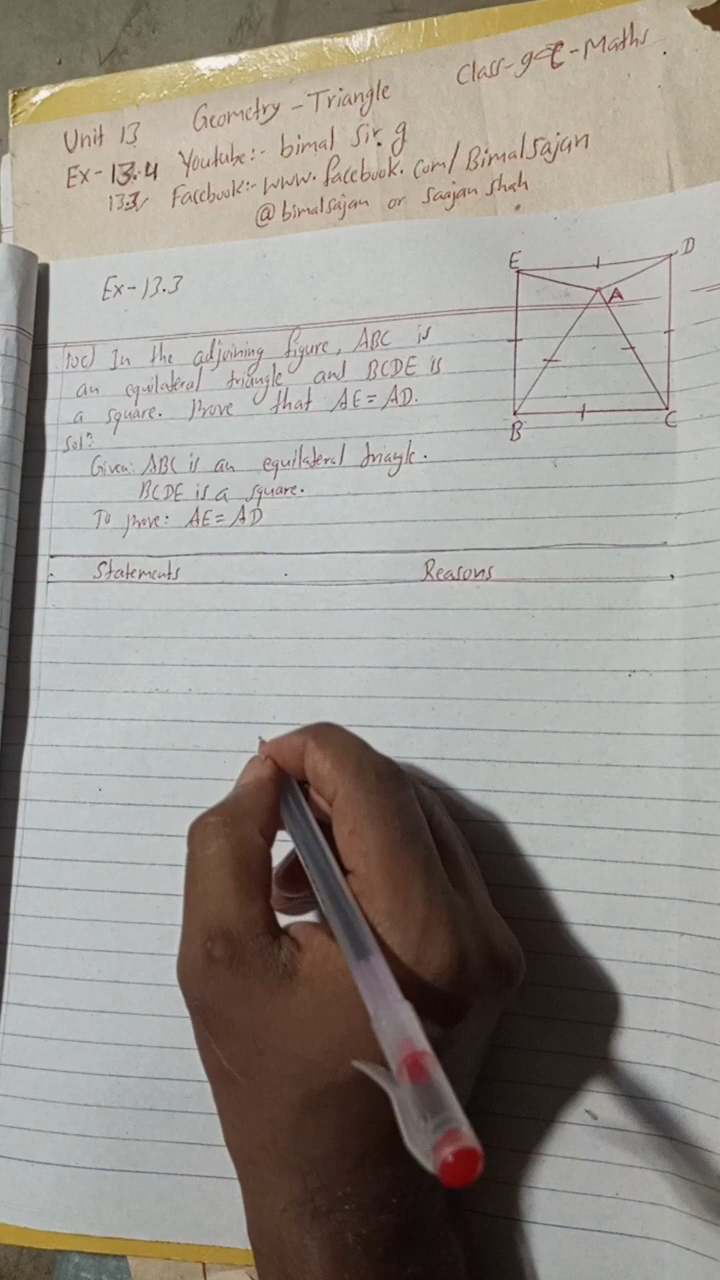 Unit 13 Geometry - Triangle Class-9 - Maths
Ex- 13.4 Youtube:- bimal Sir g
13.3 Facebook:- www.facebook.com/Bimalsajan
@bimalsajan or saajan shah
Ex- 13.3
10c) In the adjoining figure, ABC is
an equilateral triangle and BCDE is
a square. Prove that AE = AD.
Sol?
Given: ABC is an equilateral triangle.
BCDE is a square.
To prove: AE = AD
E
D
A
B
C
Statements Reasons